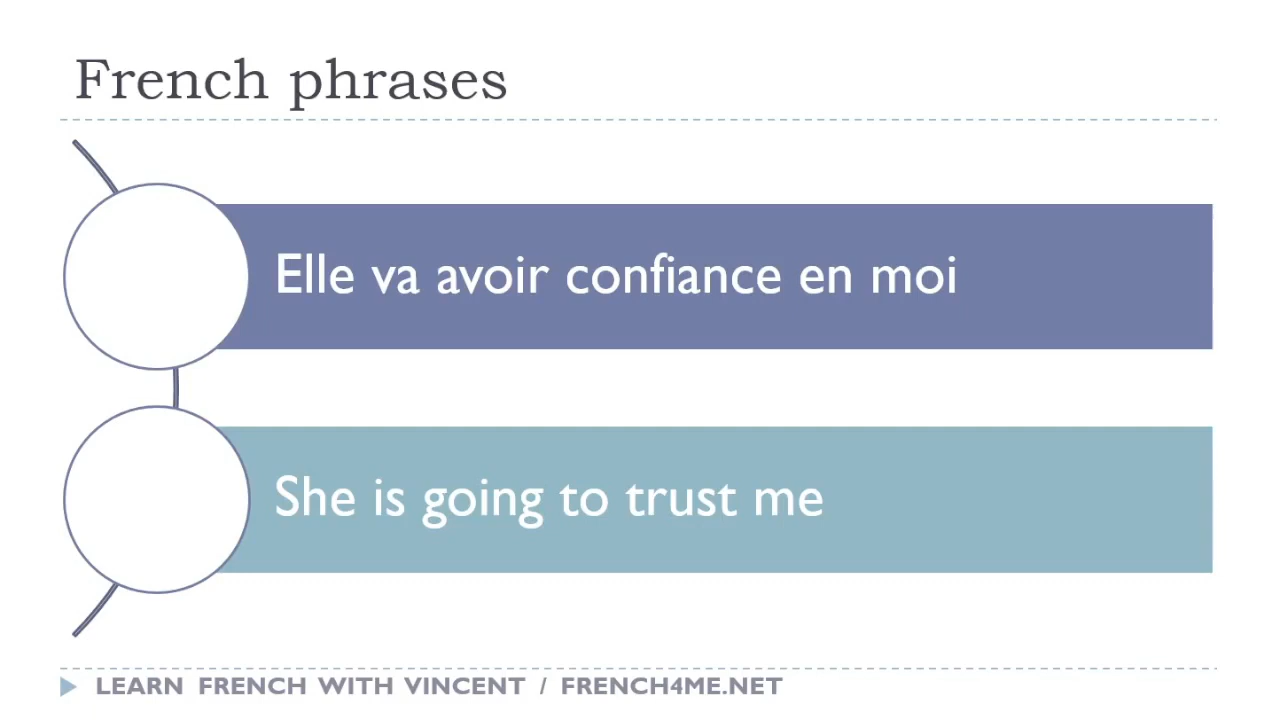 French phrases
Elle va avoir confiance en moi
She is going to trust me
LEARN FRENCH WITH VINCENT / FRENCH4ME.NET